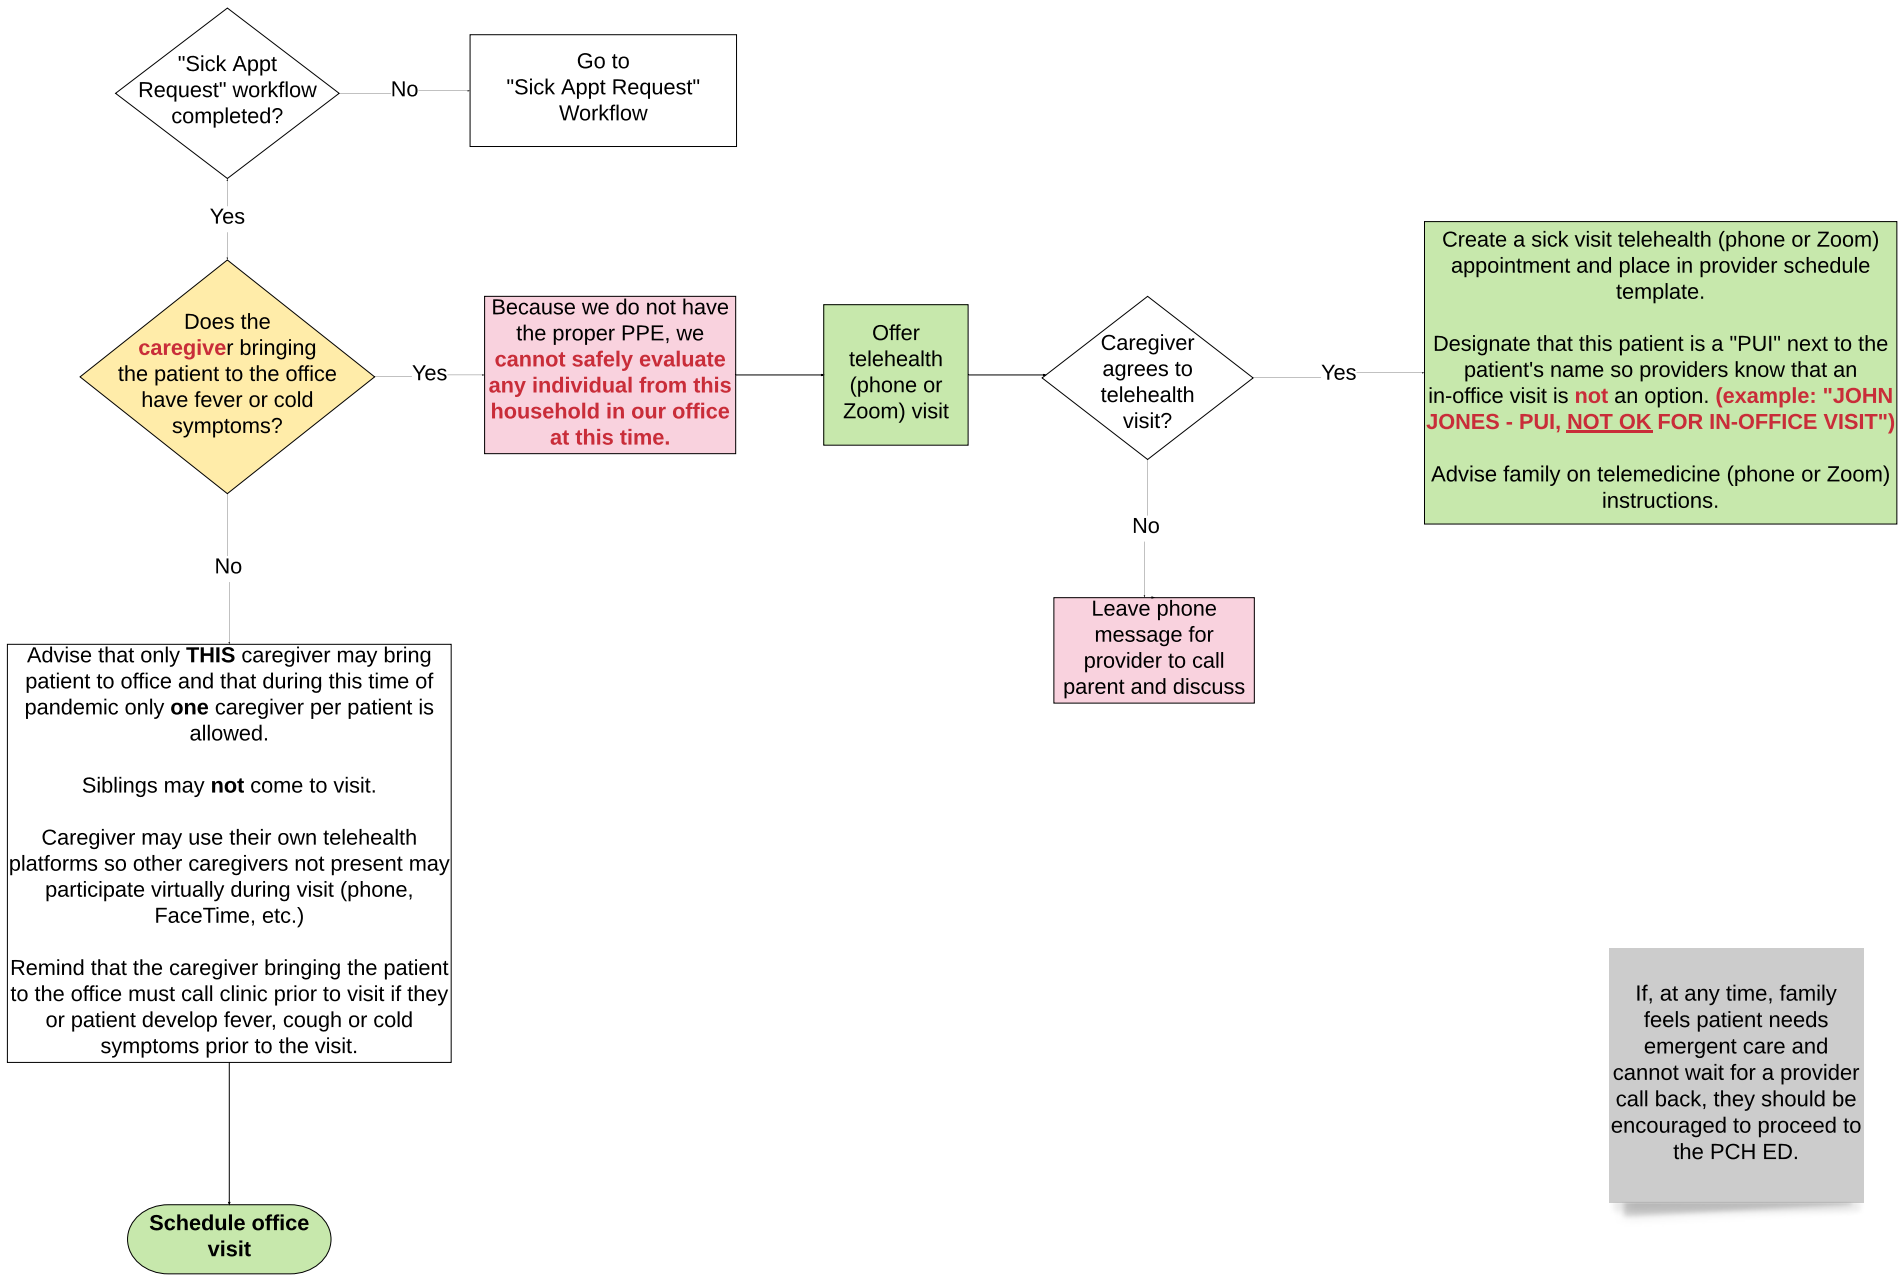 "Sick Appt
Request" workflow
completed?
No
Go to
"Sick Appt Request"
Workflow
Yes
Does the
caregiver bringing
the patient to the office
have fever or cold
symptoms?
Yes
Because we do not have
the proper PPE, we
cannot safely evaluate
any individual from this
household in our office
at this time.
Offer
telehealth
(phone or
Zoom) visit
Caregiver
agrees to
telehealth
visit?
Yes
Create a sick visit telehealth (phone or Zoom)
appointment and place in provider schedule
template.
Designate that this patient is a "PUI" next to the
patient's name so providers know that an
in-office visit is not an option. (example: "JOHN
JONES - PUI, NOT OK FOR IN-OFFICE VISIT")
Advise family on telemedicine (phone or Zoom)
instructions.
No
Leave phone
message for
provider to call
parent and discuss
No
Advise that only THIS caregiver may bring
patient to office and that during this time of
pandemic only one caregiver per patient is
allowed.
Siblings may not come to visit.
Caregiver may use their own telehealth
platforms so other caregivers not present may
participate virtually during visit (phone,
FaceTime, etc.)
Remind that the caregiver bringing the patient
to the office must call clinic prior to visit if they
or patient develop fever, cough or cold
symptoms prior to the visit.
Schedule office
visit
If, at any time, family
feels patient needs
emergent care and
cannot wait for a provider
call back, they should be
encouraged to proceed to
the PCH ED.